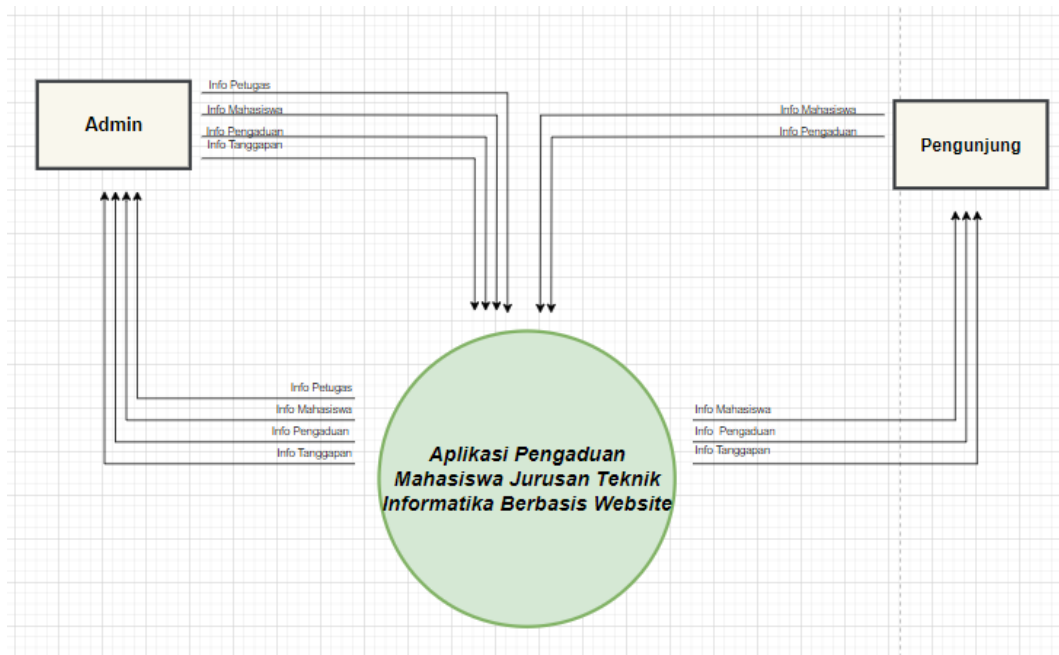 Admin
Info Petugas
Info Mahasiswa
Info Pengaduan
Info Tanggapan
Info Mahasiswa
Info Pengaduan
Pengunjung
Info Petugas
Info Mahasiswa
Info Pengaduan
Info Tanggapan
Aplikasi Pengaduan
Mahasiswa Jurusan Teknik
Informatika Berbasis Website
Info Mahasiswa
Info Pengaduan
Info Tanggapan